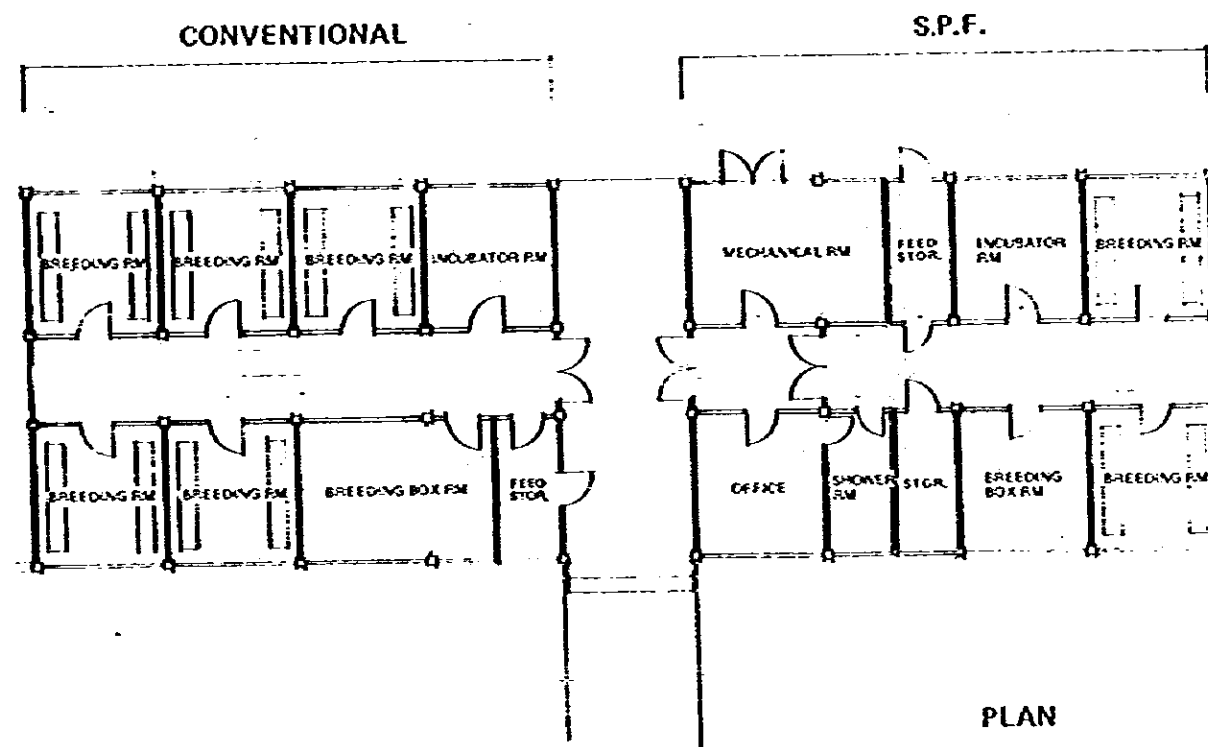 CONVENTIONAL
S.P.F.
BREEDING RM
BREEDING RM
BREEDING RM
INCUBATOR RM
MECHANICAL RM
FEED
STOR.
INCUBATOR
RM
BREEDING RM
BREEDING RM
BREEDING RM
BREEDING BOX RM
FEED
STOR.
OFFICE
SHOWER
RM
STOR.
BREEDING
BOX RM
BREEDING RM
PLAN